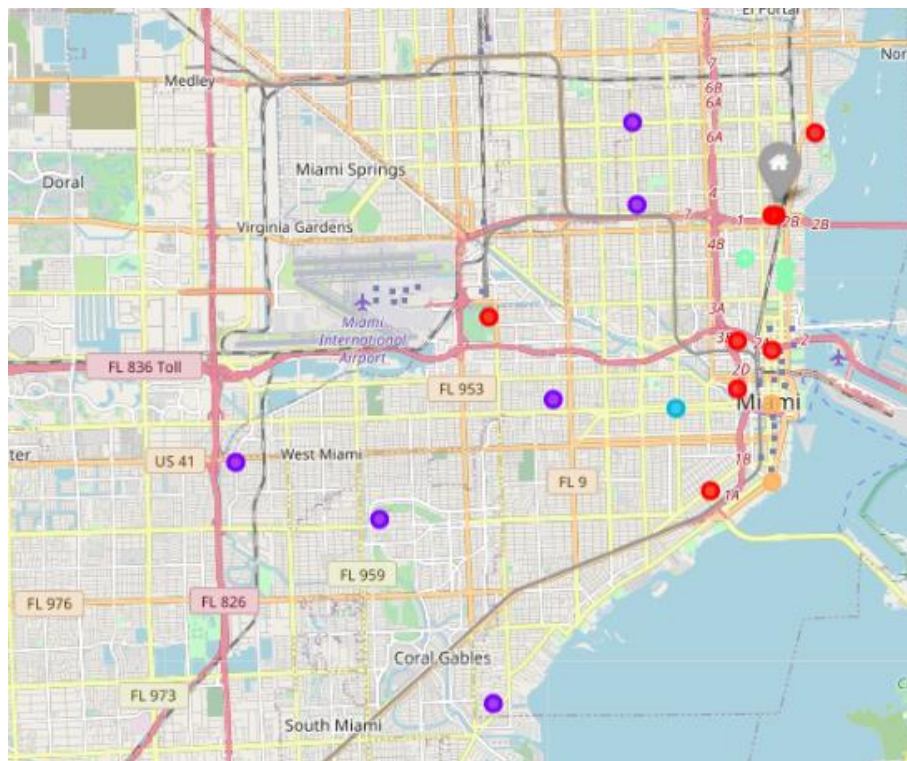 El Portal
Medley
7
6B
6A
6A
Nor
Doral
Miami Springs
4
Virginia Gardens
7
1
2B
2B
4B
Miami
International
Airport
3A
3B
2A
2
FL 836 Toll
2D
FL 953
Miami
ter
US 41
West Miami
1B
FL 9
1A
FL 959
FL 976
FL 826
Coral Gables
FL 973
South Miami